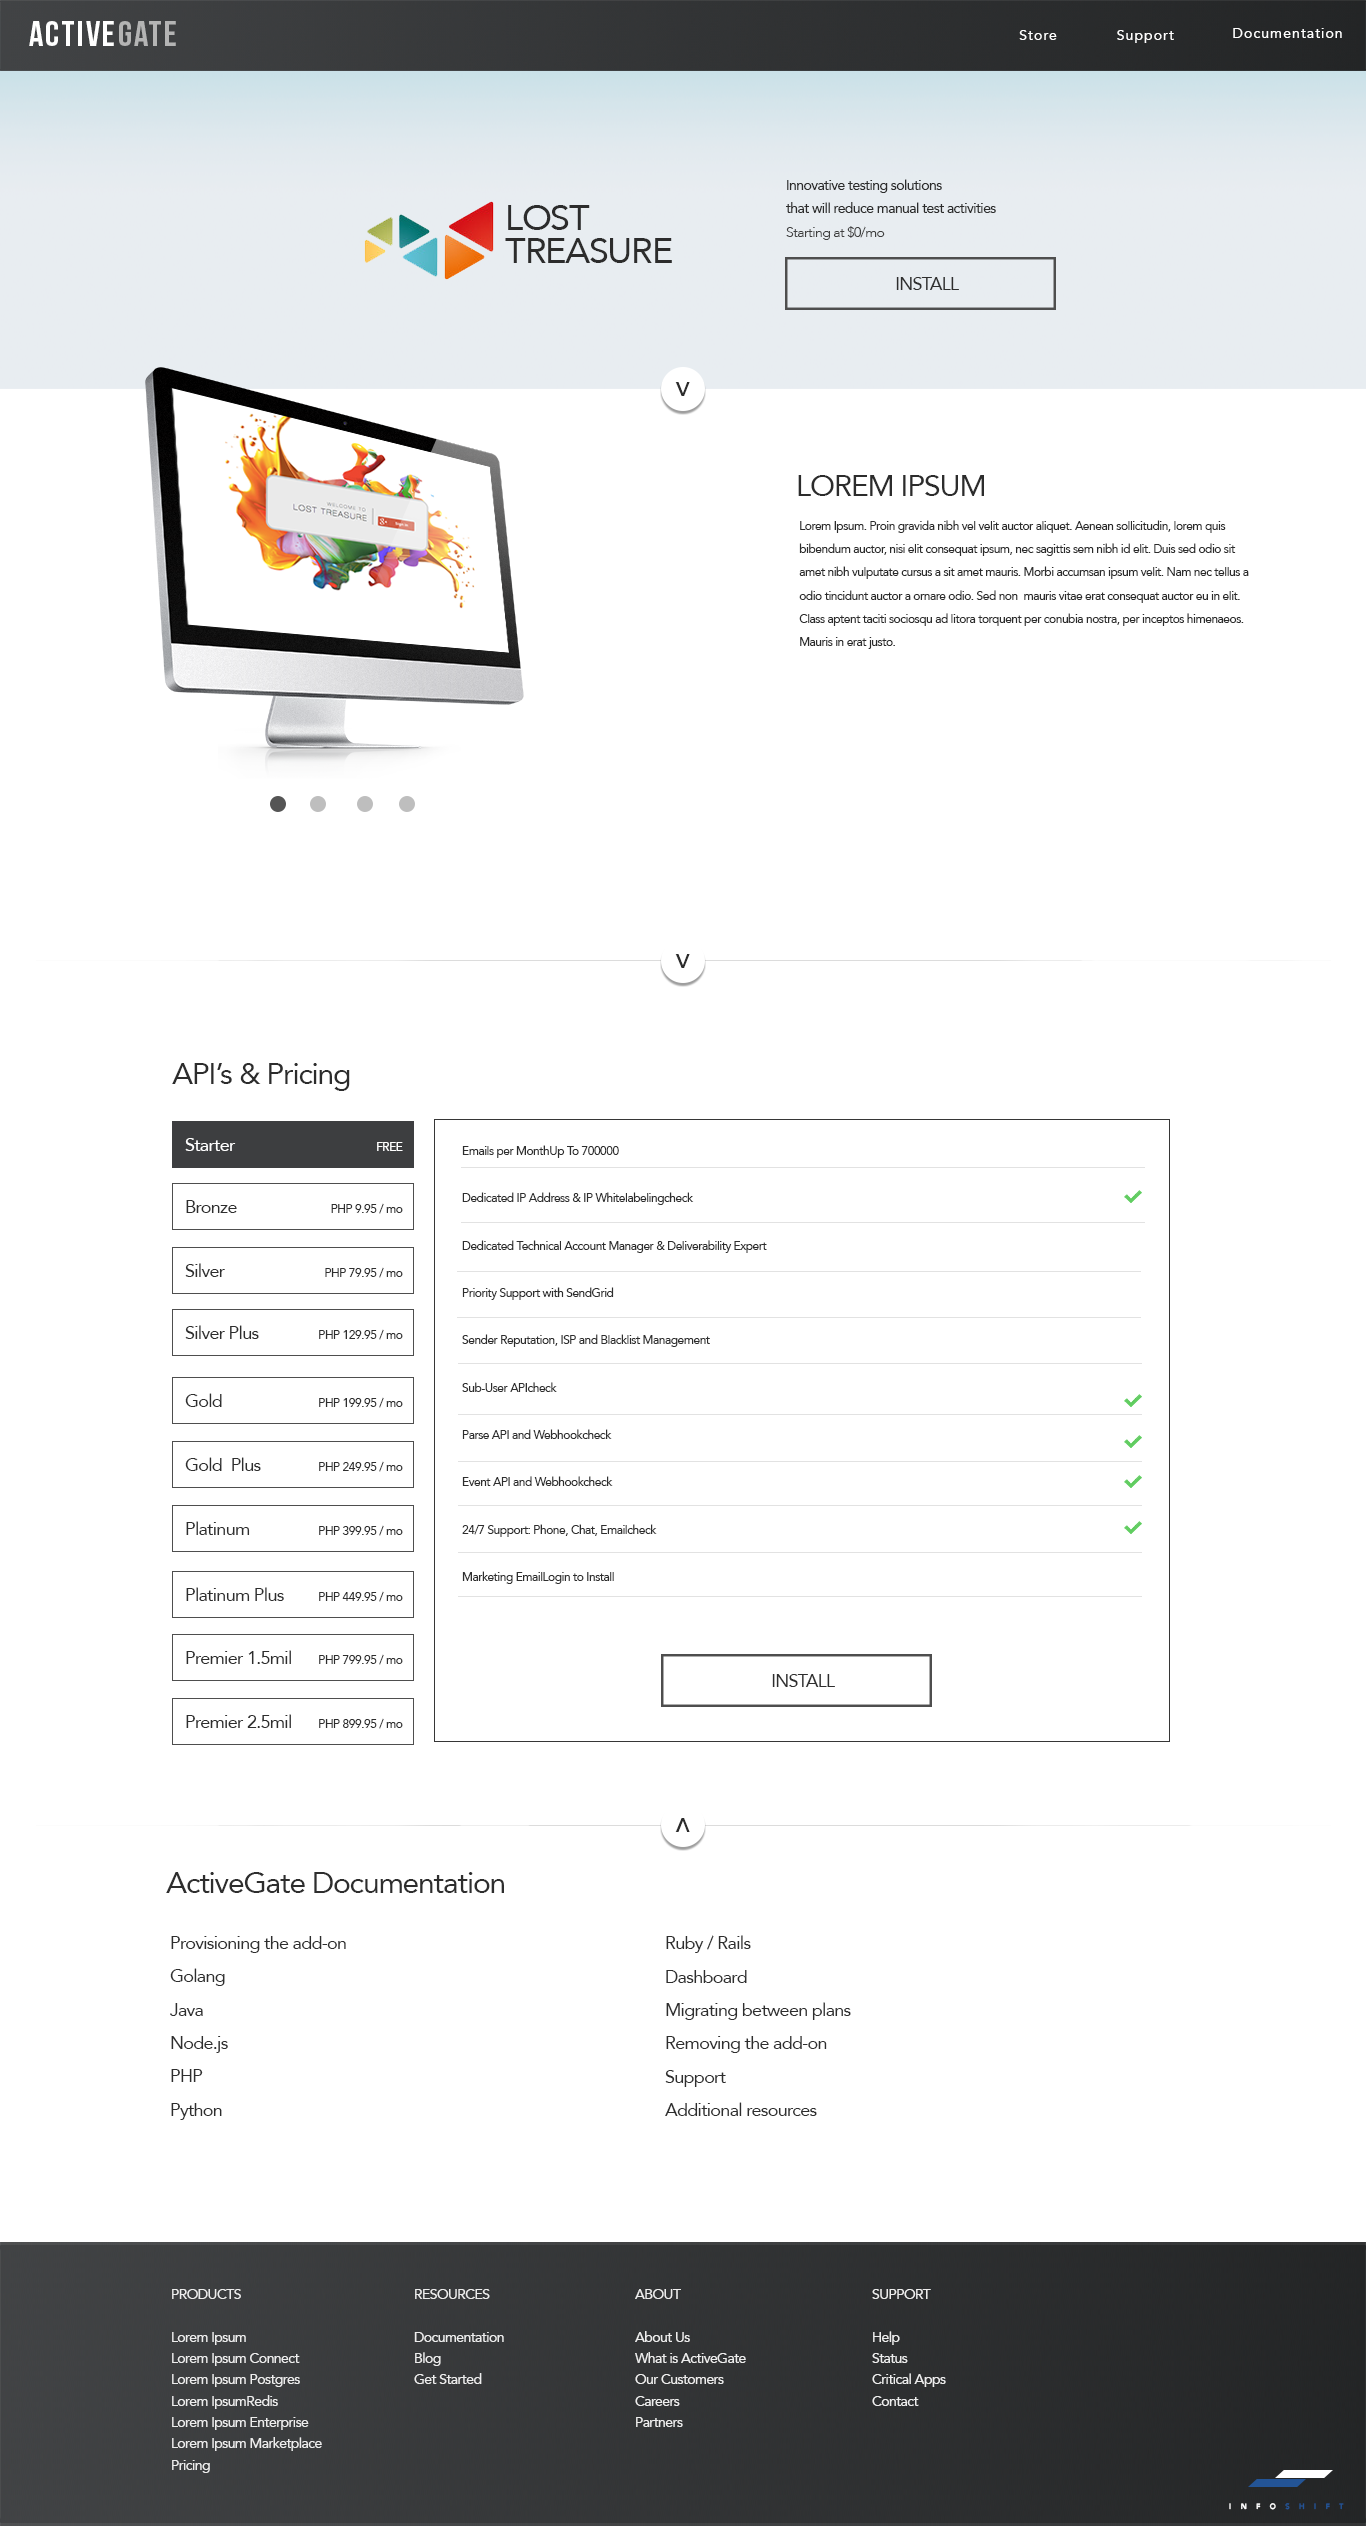 ACTIVEGATE
Store
Support
Documentation
LOST
TREASURE
Innovative testing solutions
that will reduce manual test activities
Starting at $0/mo
INSTALL
V
WELCOME TO
LOST TREASURE
LOREM IPSUM
Lorem Ipsum. Proin gravida nibh vel velit auctor aliquet. Aenean sollicitudin, lorem quis
bibendum auctor, nisi elit consequat ipsum, nec sagittis sem nibh id elit. Duis sed odio sit
amet nibh vulputate cursus a sit amet mauris. Morbi accumsan ipsum velit. Nam nec tellus a
odio tincidunt auctor a ornare odio. Sed non  mauris vitae erat consequat auctor eu in elit.
Class aptent taciti sociosqu ad litora torquent per conubia nostra, per inceptos himenaeos.
Mauris in erat justo.
V
API's & Pricing
Starter FREE
Bronze PHP 9.95 / mo
Silver PHP 79.95 / mo
Silver Plus PHP 129.95 / mo
Gold PHP 199.95 / mo
Gold  Plus PHP 249.95 / mo
Platinum PHP 399.95 / mo
Platinum Plus PHP 449.95 / mo
Premier 1.5mil PHP 799.95 / mo
Premier 2.5mil PHP 899.95 / mo
Emails per MonthUp To 700000
Dedicated IP Address & IP Whitelabelingcheck
Dedicated Technical Account Manager & Deliverability Expert
Priority Support with SendGrid
Sender Reputation, ISP and Blacklist Management
Sub-User APIcheck
Parse API and Webhookcheck
Event API and Webhookcheck
24/7 Support: Phone, Chat, Emailcheck
Marketing EmailLogin to Install
INSTALL
ActiveGate Documentation
Provisioning the add-on
Golang
Java
Node.js
PHP
Python
Ruby / Rails
Dashboard
Migrating between plans
Removing the add-on
Support
Additional resources
PRODUCTS
Lorem Ipsum
Lorem Ipsum Connect
Lorem Ipsum Postgres
Lorem IpsumRedis
Lorem Ipsum Enterprise
Lorem Ipsum Marketplace
Pricing
RESOURCES
Documentation
Blog
Get Started
ABOUT
About Us
What is ActiveGate
Our Customers
Careers
Partners
SUPPORT
Help
Status
Critical Apps
Contact
INFOSHIFT